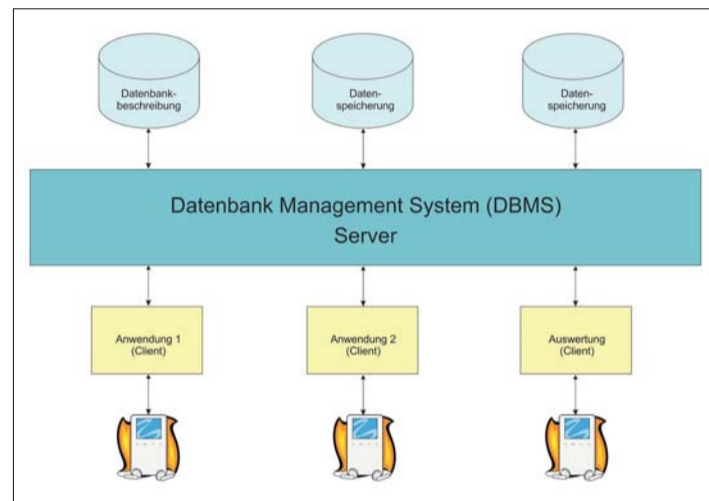 Datenbank-
beschreibung
Daten-
speicherung
Daten-
speicherung
Datenbank Management System (DBMS)
Server
Anwendung 1
(Client)
Anwendung 2
(Client)
Auswertung
(Client)